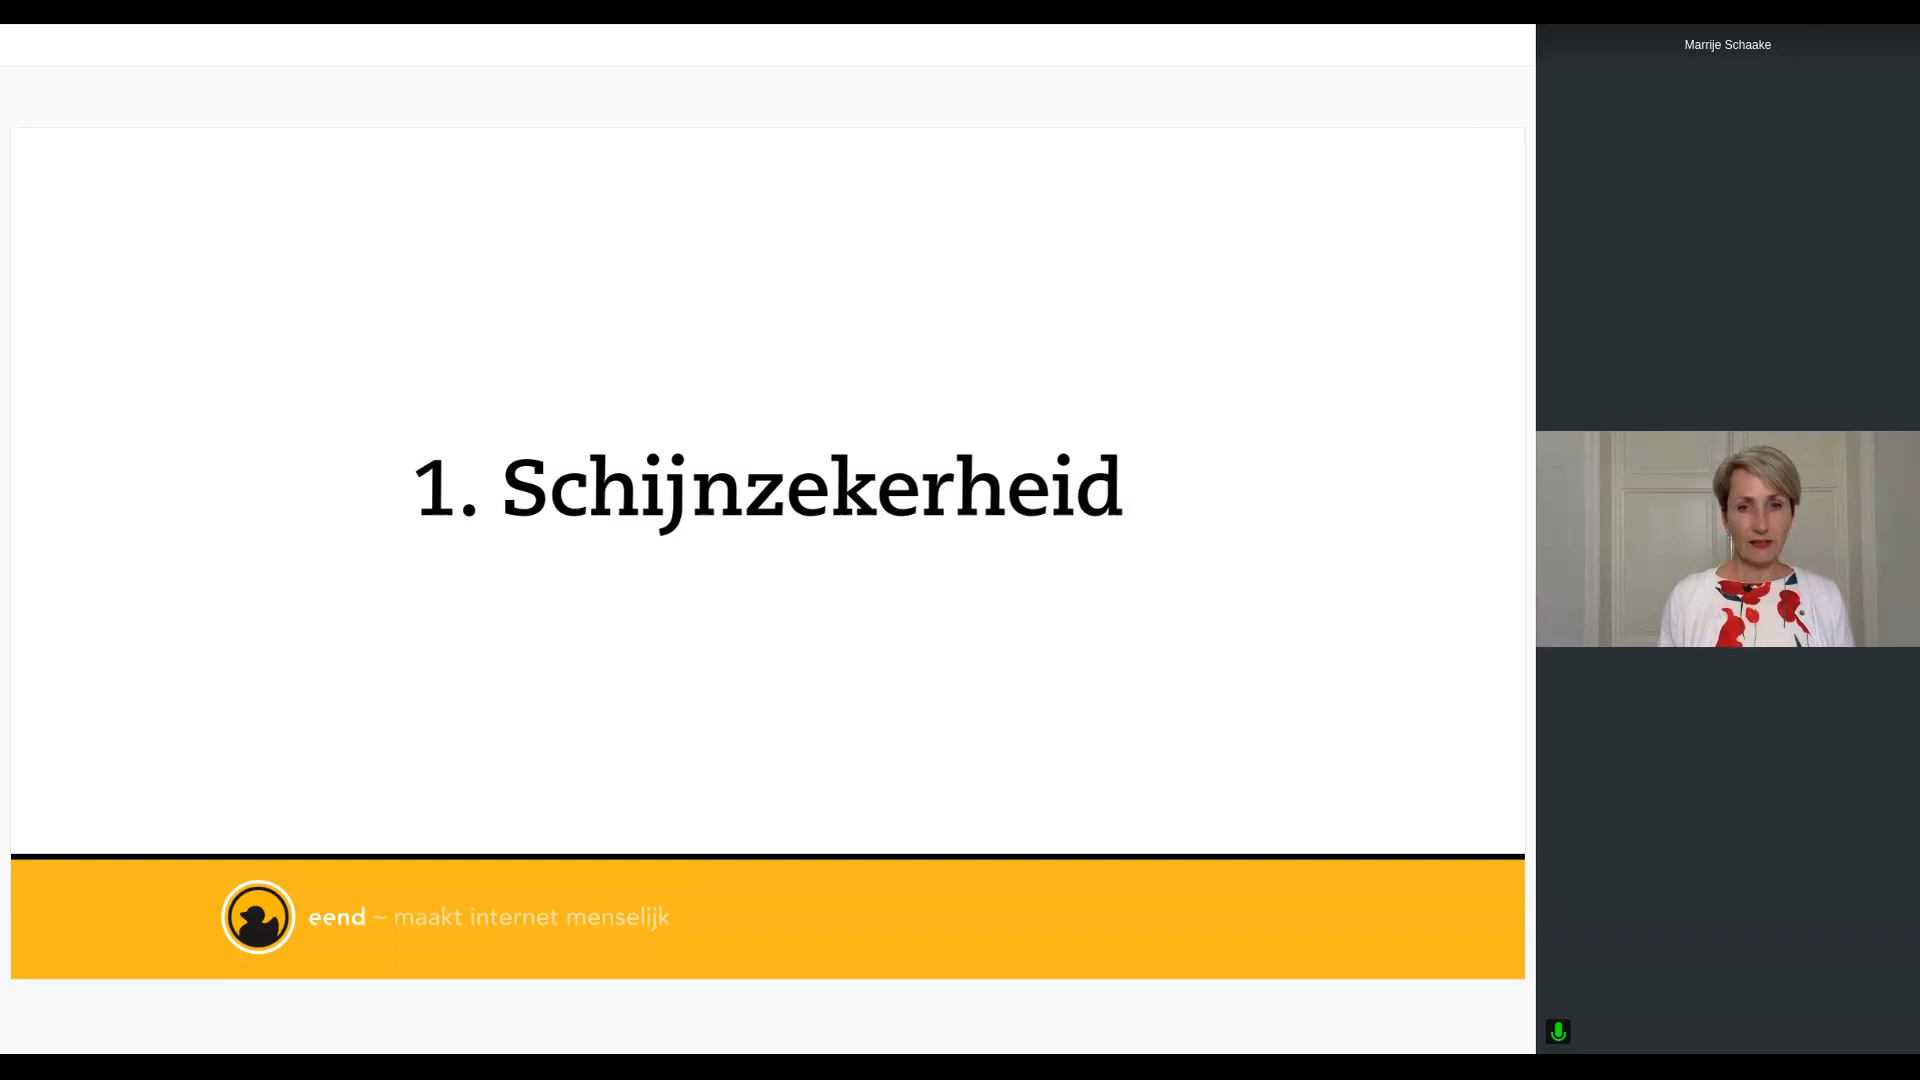 Marrije Schaake
1. Schijnzekerheid
eend ~ maakt internet menselijk